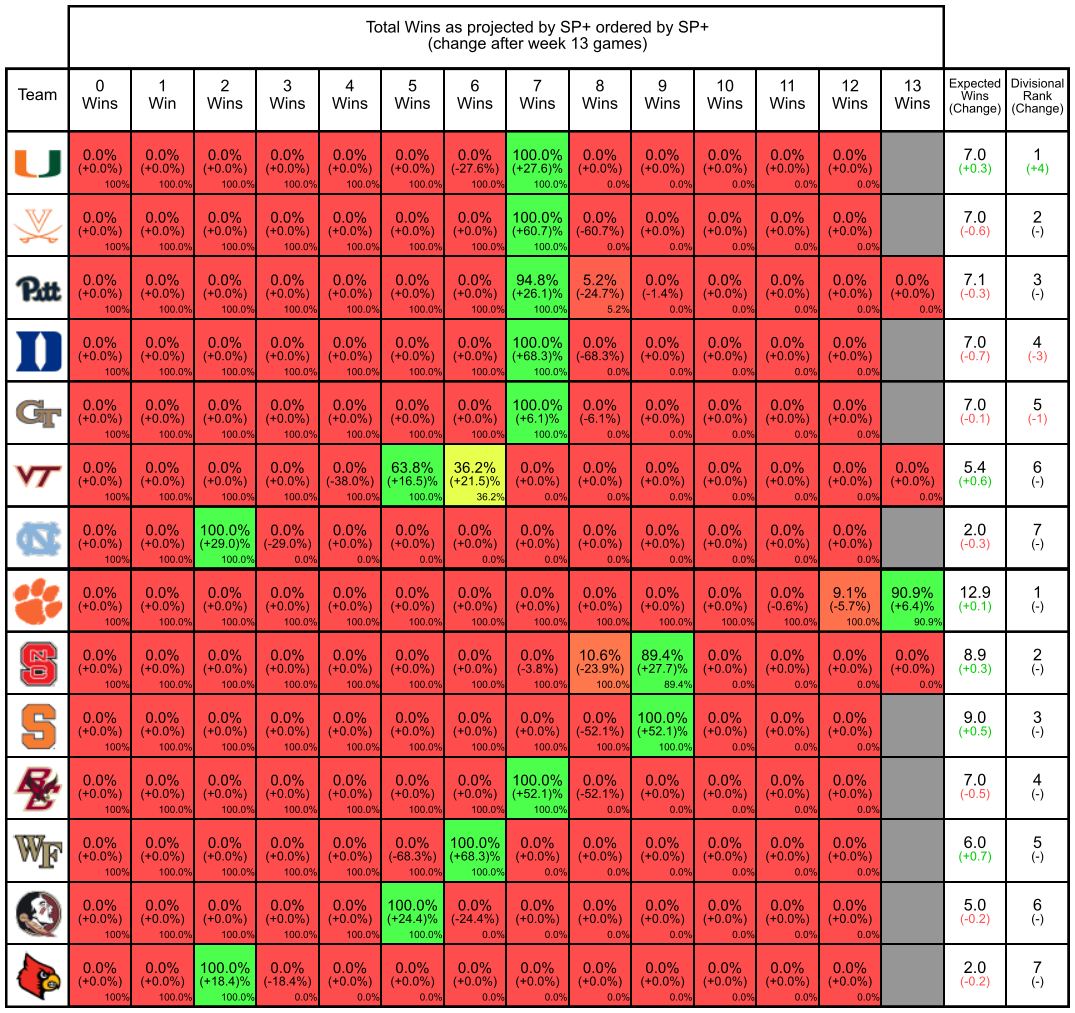 Total Wins as projected by SP+ ordered by SP+
(change after week 13 games)
Team 0 1 2 3 4 5 6 7 8 9 10 11 12 13 Expected Divisional
Wins Win Wins Wins Wins Wins Wins Wins Wins Wins Wins Wins Wins Wins Wins Rank
(Change) (Change)
U 0.0% 0.0% 0.0% 0.0% 0.0% 0.0% 0.0% 100.0% 0.0% 0.0% 0.0% 0.0% 0.0% 7.0 1
(+0.0%) (+0.0%) (+0.0%) (+0.0%) (+0.0%) (+0.0%) (-27.6%) (+27.6)% (+0.0%) (+0.0%) (+0.0%) (+0.0%) (+0.0%) (+0.3) (+4)
100% 100.0% 100.0% 100.0% 100.0% 100.0% 100.0% 100.0% 0.0% 0.0% 0.0% 0.0% 0.0%
V 0.0% 0.0% 0.0% 0.0% 0.0% 0.0% 0.0% 100.0% 0.0% 0.0% 0.0% 0.0% 0.0% 7.0 2
(+0.0%) (+0.0%) (+0.0%) (+0.0%) (+0.0%) (+0.0%) (+0.0%) (+60.7)% (-60.7%) (+0.0%) (+0.0%) (+0.0%) (+0.0%) (-0.6) (-)
100% 100.0% 100.0% 100.0% 100.0% 100.0% 100.0% 100.0% 0.0% 0.0% 0.0% 0.0% 0.0%
Pitt 0.0% 0.0% 0.0% 0.0% 0.0% 0.0% 0.0% 94.8% 5.2% 0.0% 0.0% 0.0% 0.0% 0.0% 7.1 3
(+0.0%) (+0.0%) (+0.0%) (+0.0%) (+0.0%) (+0.0%) (+0.0%) (+26.1)% (-24.7%) (-1.4%) (+0.0%) (+0.0%) (+0.0%) (+0.0%) (-0.3) (-)
100% 100.0% 100.0% 100.0% 100.0% 100.0% 100.0% 100.0% 5.2% 0.0% 0.0% 0.0% 0.0% 0.0%
D 0.0% 0.0% 0.0% 0.0% 0.0% 0.0% 0.0% 100.0% 0.0% 0.0% 0.0% 0.0% 0.0% 7.0 4
(+0.0%) (+0.0%) (+0.0%) (+0.0%) (+0.0%) (+0.0%) (+0.0%) (+68.3)% (-68.3%) (+0.0%) (+0.0%) (+0.0%) (+0.0%) (-0.7) (-3)
100% 100.0% 100.0% 100.0% 100.0% 100.0% 100.0% 100.0% 0.0% 0.0% 0.0% 0.0% 0.0%
GT 0.0% 0.0% 0.0% 0.0% 0.0% 0.0% 0.0% 100.0% 0.0% 0.0% 0.0% 0.0% 0.0% 7.0 5
(+0.0%) (+0.0%) (+0.0%) (+0.0%) (+0.0%) (+0.0%) (+0.0%) (+6.1)% (-6.1%) (+0.0%) (+0.0%) (+0.0%) (+0.0%) (-0.1) (-1)
100% 100.0% 100.0% 100.0% 100.0% 100.0% 100.0% 100.0% 0.0% 0.0% 0.0% 0.0% 0.0%
VT 0.0% 0.0% 0.0% 0.0% 0.0% 63.8% 36.2% 0.0% 0.0% 0.0% 0.0% 0.0% 0.0% 0.0% 5.4 6
(+0.0%) (+0.0%) (+0.0%) (+0.0%) (-38.0%) (+16.5)% (+21.5)% (+0.0%) (+0.0%) (+0.0%) (+0.0%) (+0.0%) (+0.0%) (+0.0%) (+0.6) (-)
100% 100.0% 100.0% 100.0% 100.0% 100.0% 36.2% 0.0% 0.0% 0.0% 0.0% 0.0% 0.0% 0.0%
NC 0.0% 0.0% 100.0% 0.0% 0.0% 0.0% 0.0% 0.0% 0.0% 0.0% 0.0% 0.0% 0.0% 2.0 7
(+0.0%) (+0.0%) (+29.0)% (-29.0%) (+0.0%) (+0.0%) (+0.0%) (+0.0%) (+0.0%) (+0.0%) (+0.0%) (+0.0%) (+0.0%) (-0.3) (-)
100% 100.0% 100.0% 0.0% 0.0% 0.0% 0.0% 0.0% 0.0% 0.0% 0.0% 0.0% 0.0%
0.0% 0.0% 0.0% 0.0% 0.0% 0.0% 0.0% 0.0% 0.0% 0.0% 0.0% 0.0% 9.1% 90.9% 12.9 1
(+0.0%) (+0.0%) (+0.0%) (+0.0%) (+0.0%) (+0.0%) (+0.0%) (+0.0%) (+0.0%) (+0.0%) (+0.0%) (-0.6%) (-5.7%) (+6.4)% (+0.1) (-)
100% 100.0% 100.0% 100.0% 100.0% 100.0% 100.0% 100.0% 100.0% 100.0% 100.0% 100.0% 100.0% 90.9%
NCS 0.0% 0.0% 0.0% 0.0% 0.0% 0.0% 0.0% 0.0% 10.6% 89.4% 0.0% 0.0% 0.0% 0.0% 8.9 2
(+0.0%) (+0.0%) (+0.0%) (+0.0%) (+0.0%) (+0.0%) (+0.0%) (-3.8%) (-23.9%) (+27.7)% (+0.0%) (+0.0%) (+0.0%) (+0.0%) (+0.3) (-)
100% 100.0% 100.0% 100.0% 100.0% 100.0% 100.0% 100.0% 100.0% 89.4% 0.0% 0.0% 0.0% 0.0%
S 0.0% 0.0% 0.0% 0.0% 0.0% 0.0% 0.0% 0.0% 0.0% 100.0% 0.0% 0.0% 0.0% 9.0 3
(+0.0%) (+0.0%) (+0.0%) (+0.0%) (+0.0%) (+0.0%) (+0.0%) (+0.0%) (-52.1%) (+52.1)% (+0.0%) (+0.0%) (+0.0%) (+0.5) (-)
100% 100.0% 100.0% 100.0% 100.0% 100.0% 100.0% 100.0% 100.0% 100.0% 0.0% 0.0% 0.0%
BC 0.0% 0.0% 0.0% 0.0% 0.0% 0.0% 0.0% 100.0% 0.0% 0.0% 0.0% 0.0% 0.0% 7.0 4
(+0.0%) (+0.0%) (+0.0%) (+0.0%) (+0.0%) (+0.0%) (+0.0%) (+52.1)% (-52.1%) (+0.0%) (+0.0%) (+0.0%) (+0.0%) (-0.5) (-)
100% 100.0% 100.0% 100.0% 100.0% 100.0% 100.0% 100.0% 0.0% 0.0% 0.0% 0.0% 0.0%
WF 0.0% 0.0% 0.0% 0.0% 0.0% 0.0% 100.0% 0.0% 0.0% 0.0% 0.0% 0.0% 0.0% 6.0 5
(+0.0%) (+0.0%) (+0.0%) (+0.0%) (+0.0%) (-68.3%) (+68.3)% (+0.0%) (+0.0%) (+0.0%) (+0.0%) (+0.0%) (+0.0%) (+0.7) (-)
100% 100.0% 100.0% 100.0% 100.0% 100.0% 100.0% 0.0% 0.0% 0.0% 0.0% 0.0% 0.0%
0.0% 0.0% 0.0% 0.0% 0.0% 100.0% 0.0% 0.0% 0.0% 0.0% 0.0% 0.0% 0.0% 5.0 6
(+0.0%) (+0.0%) (+0.0%) (+0.0%) (+0.0%) (+24.4)% (-24.4%) (+0.0%) (+0.0%) (+0.0%) (+0.0%) (+0.0%) (+0.0%) (-0.2) (-)
100% 100.0% 100.0% 100.0% 100.0% 100.0% 0.0% 0.0% 0.0% 0.0% 0.0% 0.0% 0.0%
0.0% 0.0% 100.0% 0.0% 0.0% 0.0% 0.0% 0.0% 0.0% 0.0% 0.0% 0.0% 0.0% 2.0 7
(+0.0%) (+0.0%) (+18.4)% (-18.4%) (+0.0%) (+0.0%) (+0.0%) (+0.0%) (+0.0%) (+0.0%) (+0.0%) (+0.0%) (+0.0%) (-0.2) (-)
100% 100.0% 100.0% 0.0% 0.0% 0.0% 0.0% 0.0% 0.0% 0.0% 0.0% 0.0% 0.0%